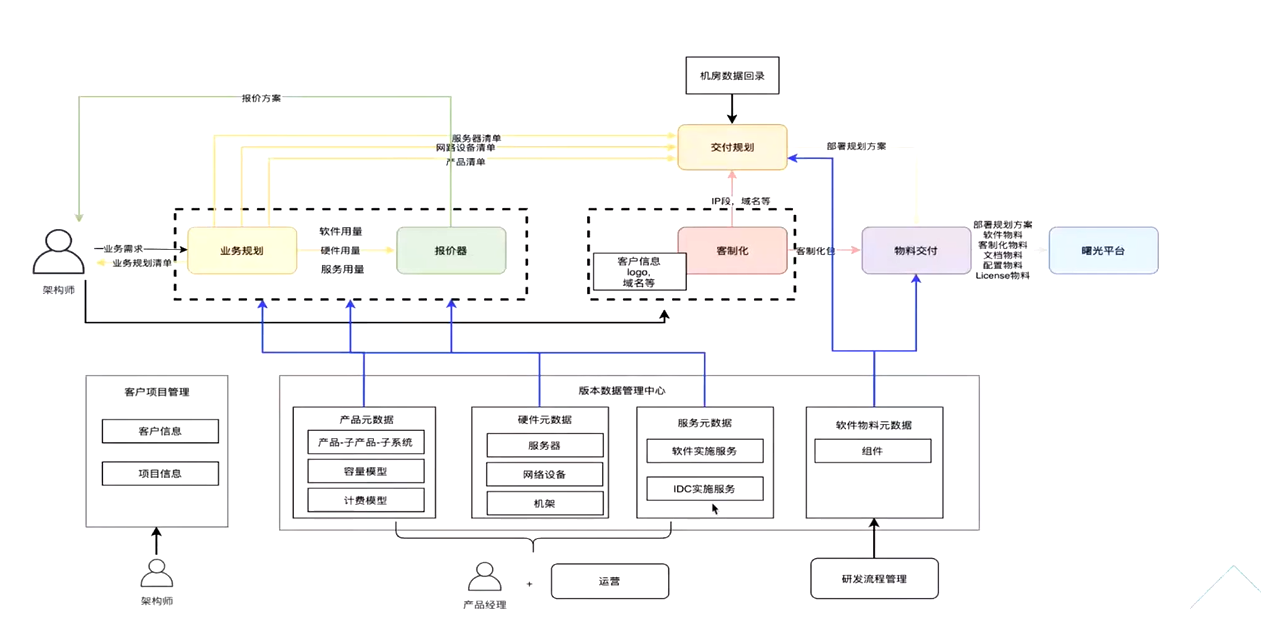 机房数据回录
报价方案
服务器清单
网路设备清单
产品清单
交付规划
部署规划方案
IP段，域名等
业务需求
业务规划清单
架构师
业务规划
软件用量
硬件用量
服务用量
报价器
客户信息
logo,
域名等
客制化
客制化包
物料交付
部署规划方案
软件物料
客制化物料
文档物料
配置物料
License物料
曙光平台
客户项目管理
客户信息
项目信息
架构师
版本数据管理中心
产品元数据
产品-子产品-子系统
容量模型
计费模型
硬件元数据
服务器
网络设备
机架
服务元数据
软件实施服务
IDC实施服务
软件物料元数据
组件
产品经理
+
运营
研发流程管理